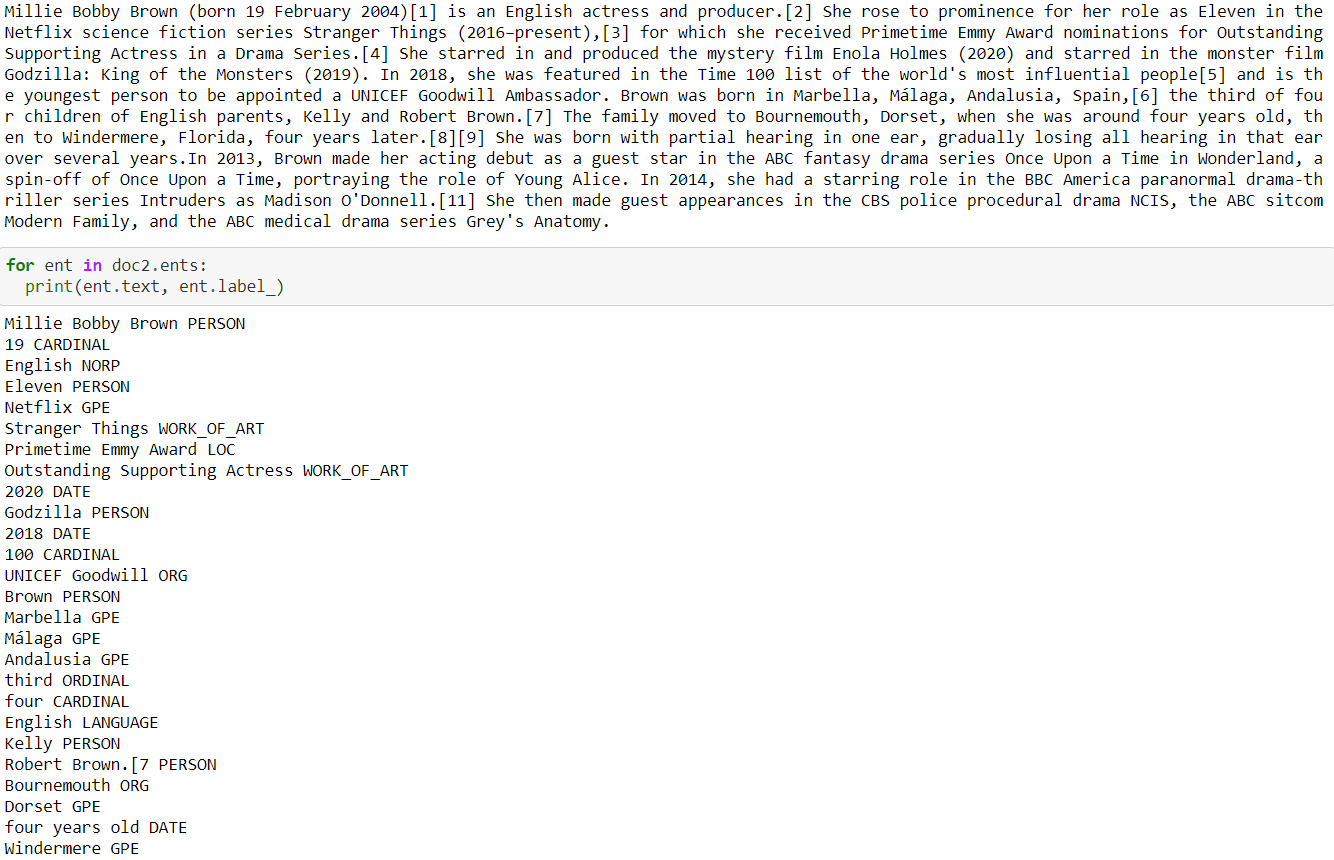 Millie Bobby Brown (born 19 February 2004)[1] is an English actress and producer.[2] She rose to prominence for her role as Eleven in the
Netflix science fiction series Stranger Things (2016–present),[3] for which she received Primetime Emmy Award nominations for Outstanding
Supporting Actress in a Drama Series.[4] She starred in and produced the mystery film Enola Holmes (2020) and starred in the monster film
Godzilla: King of the Monsters (2019). In 2018, she was featured in the Time 100 list of the world's most influential people[5] and is th
e youngest person to be appointed a UNICEF Goodwill Ambassador. Brown was born in Marbella, Málaga, Andalusia, Spain,[6] the third of fou
r children of English parents, Kelly and Robert Brown.[7] The family moved to Bournemouth, Dorset, when she was around four years old, th
en to Windermere, Florida, four years later.[8][9] She was born with partial hearing in one ear, gradually losing all hearing in that ear
over several years.In 2013, Brown made her acting debut as a guest star in the ABC fantasy drama series Once Upon a Time in Wonderland, a
spin-off of Once Upon a Time, portraying the role of Young Alice. In 2014, she had a starring role in the BBC America paranormal drama-th
riller series Intruders as Madison O'Donnell.[11] She then made guest appearances in the CBS police procedural drama NCIS, the ABC sitcom
Modern Family, and the ABC medical drama series Grey's Anatomy.
for ent in doc2.ents:
  print(ent.text, ent.label_)
Millie Bobby Brown PERSON
19 CARDINAL
English NORP
Eleven PERSON
Netflix GPE
Stranger Things WORK_OF_ART
Primetime Emmy Award LOC
Outstanding Supporting Actress WORK_OF_ART
2020 DATE
Godzilla PERSON
2018 DATE
100 CARDINAL
UNICEF Goodwill ORG
Brown PERSON
Marbella GPE
Málaga GPE
Andalusia GPE
third ORDINAL
four CARDINAL
English LANGUAGE
Kelly PERSON
Robert Brown.[7 PERSON
Bournemouth ORG
Dorset GPE
four years old DATE
Windermere GPE